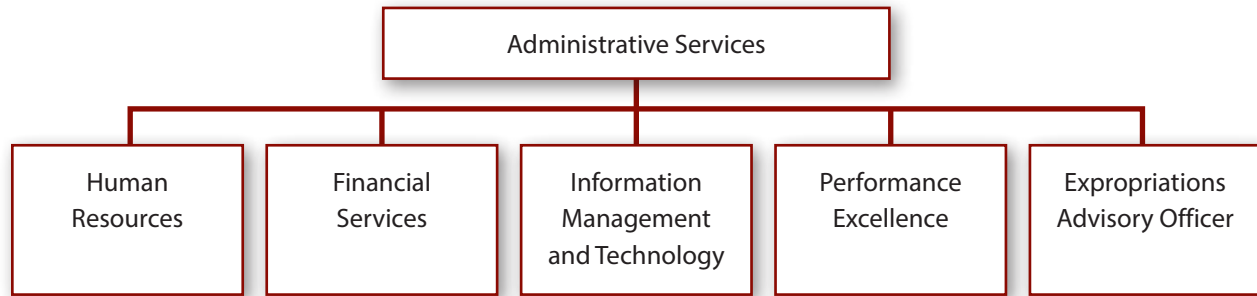 Administrative Services
Human
Resources
Financial
Services
Information
Management
and Technology
Performance
Excellence
Expropriations
Advisory Officer